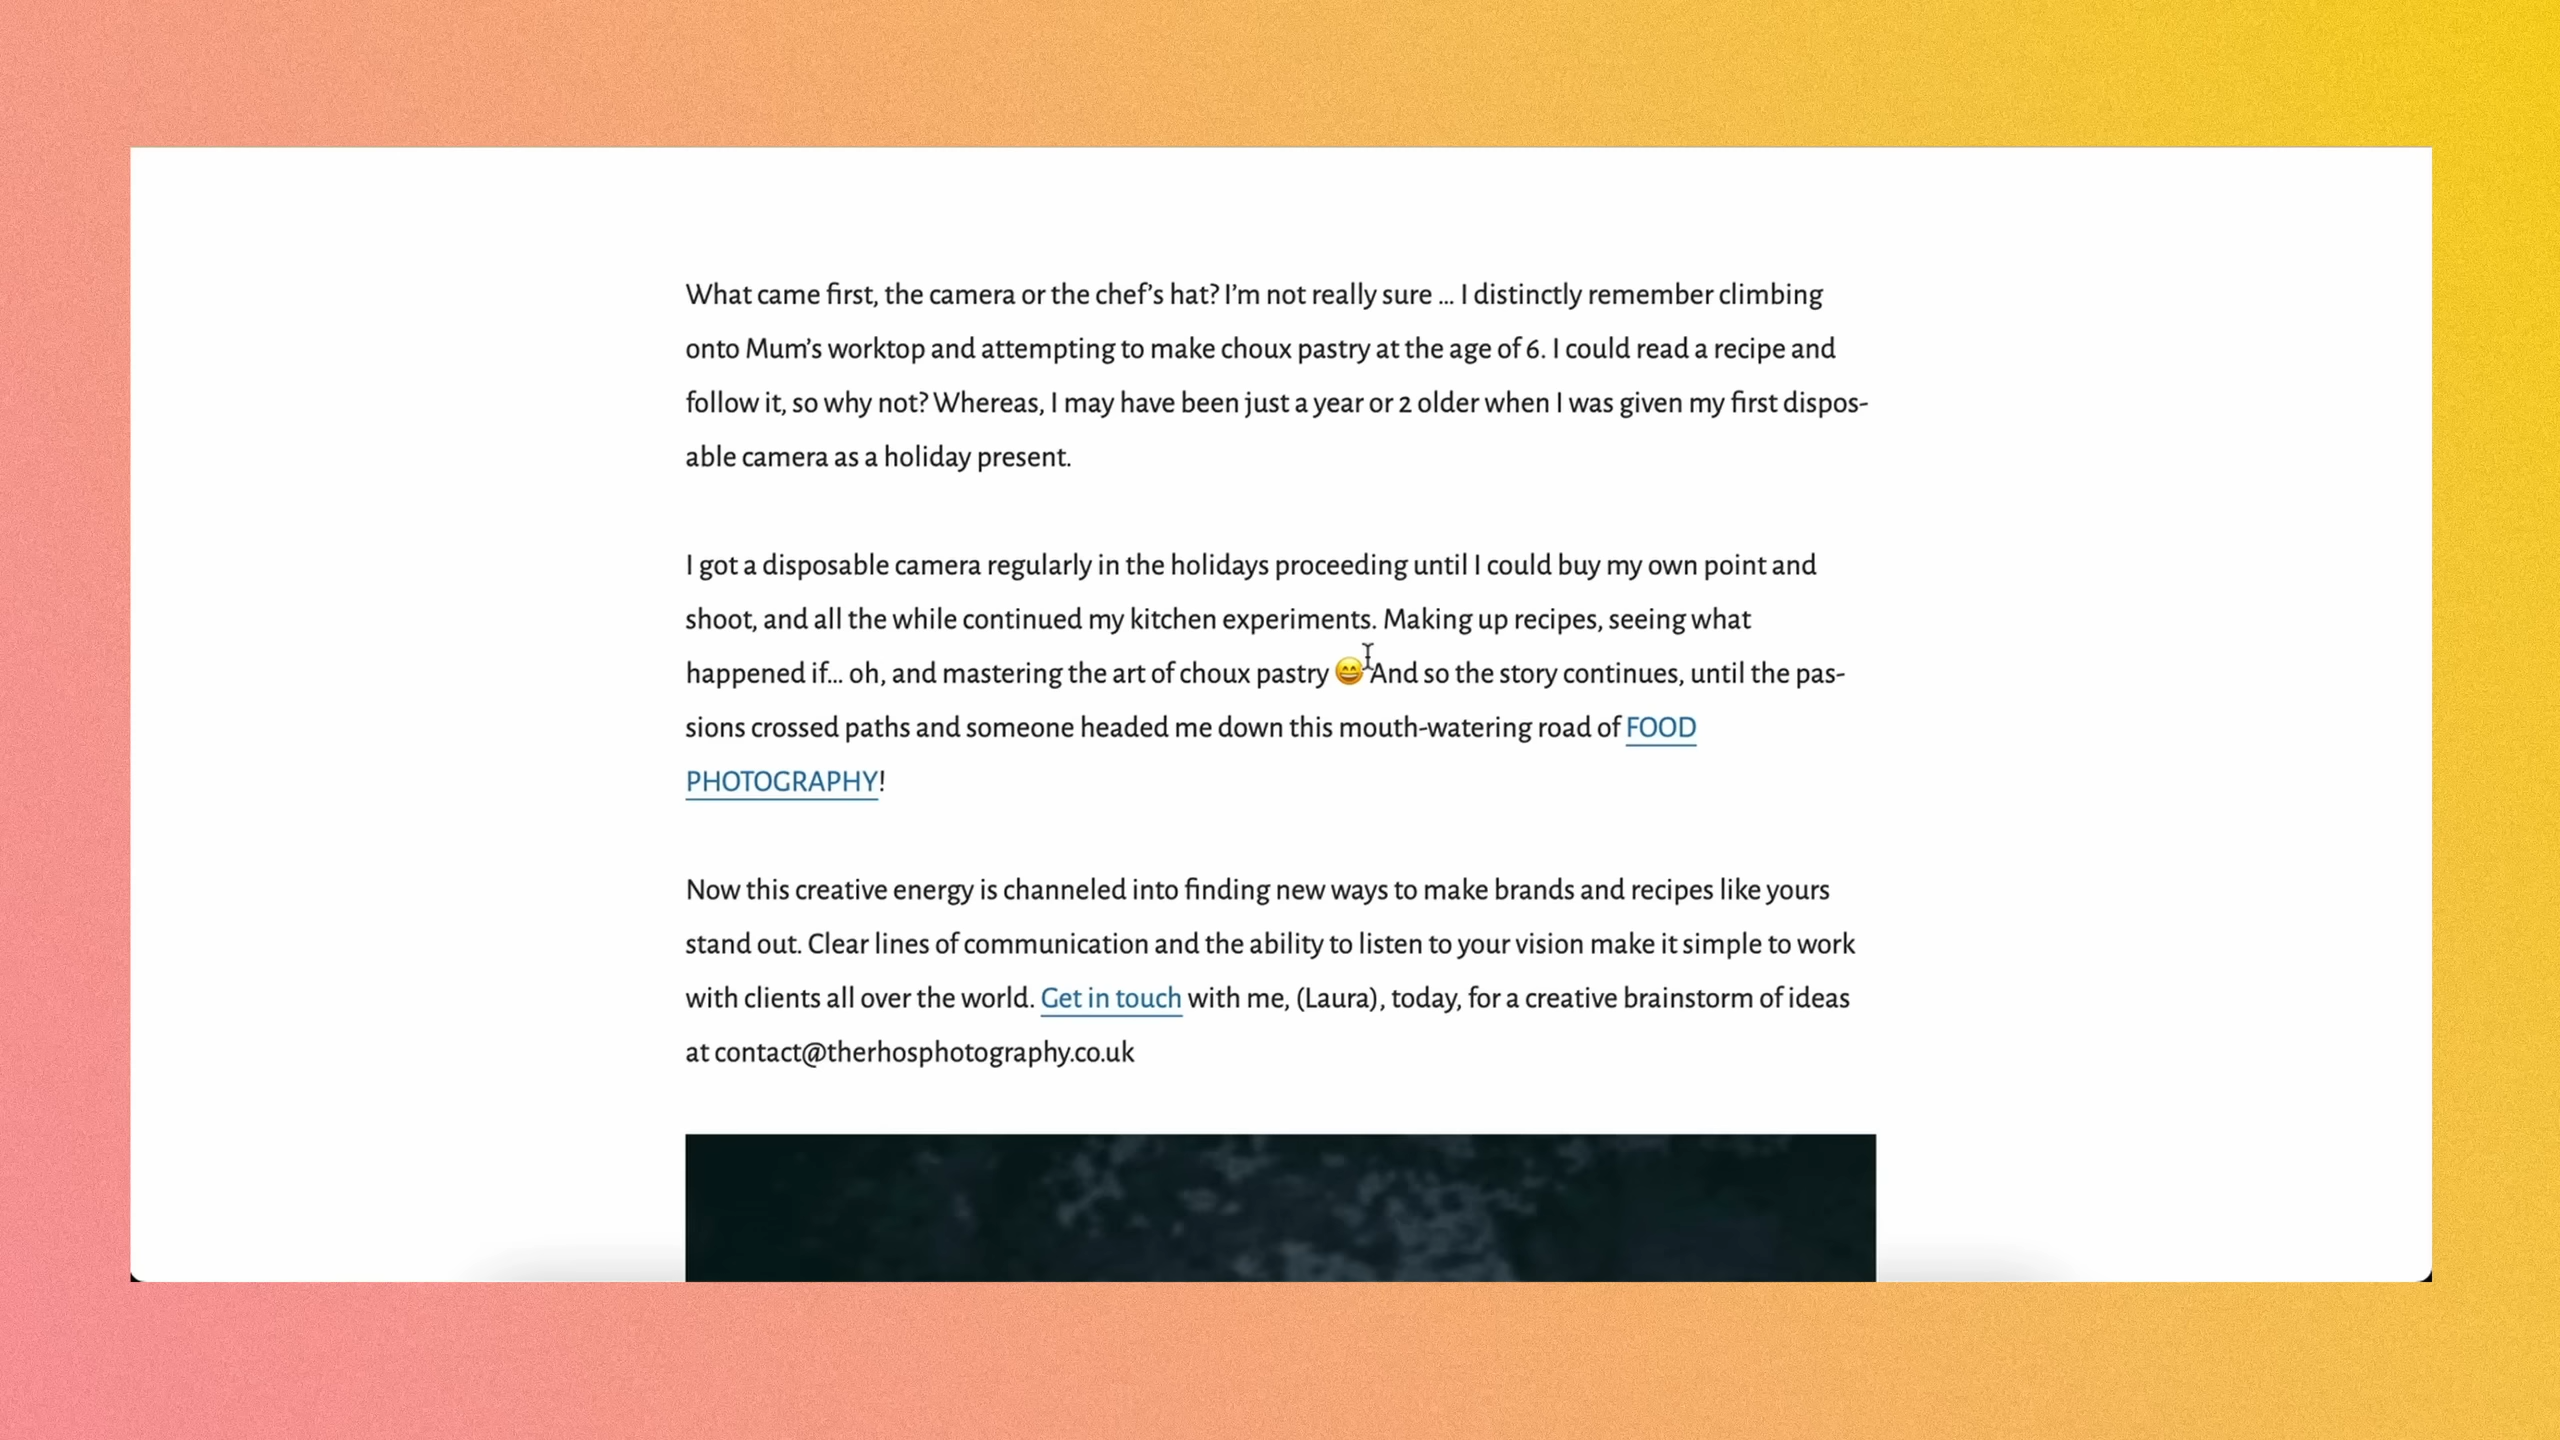 What came first, the camera or the chef’s hat? I’m not really sure … I distinctly remember climbing
onto Mum’s worktop and attempting to make choux pastry at the age of 6. I could read a recipe and
follow it, so why not? Whereas, I may have been just a year or 2 older when I was given my first dispos-
able camera as a holiday present.
I got a disposable camera regularly in the holidays proceeding until I could buy my own point and
shoot, and all the while continued my kitchen experiments. Making up recipes, seeing what
happened if… oh, and mastering the art of choux pastry 😄 And so the story continues, until the pas-
sions crossed paths and someone headed me down this mouth-watering road of FOOD
PHOTOGRAPHY!
Now this creative energy is channeled into finding new ways to make brands and recipes like yours
stand out. Clear lines of communication and the ability to listen to your vision make it simple to work
with clients all over the world. Get in touch with me, (Laura), today, for a creative brainstorm of ideas
at contact@therhosphotography.co.uk